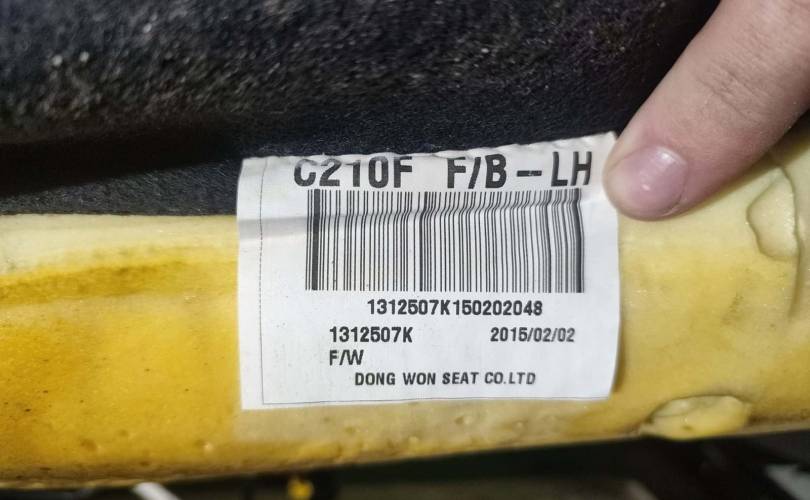 C210F F/B-LH
1312507K150202048
1312507K 2015/02/02
F/W
DONG WON SEAT CO.LTD